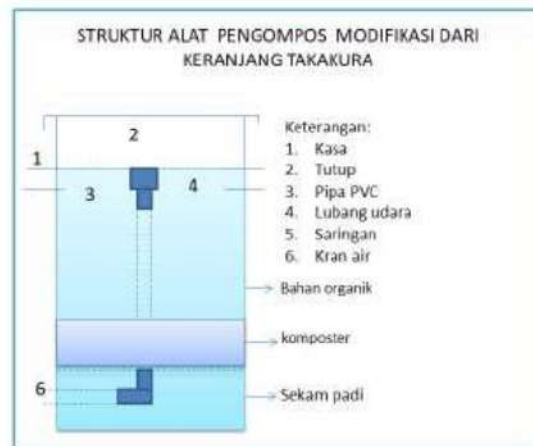 STRUKTUR ALAT PENGOMPOS MODIFIKASI DARI
KERANJANG TAKAKURA
2
1
3
4
6
Keterangan:
1. Kasa
2. Tutup
3. Pipa PVC
4. Lubang udara
5. Saringan
6. Kran air
Bahan organik
komposter
Sekam padi